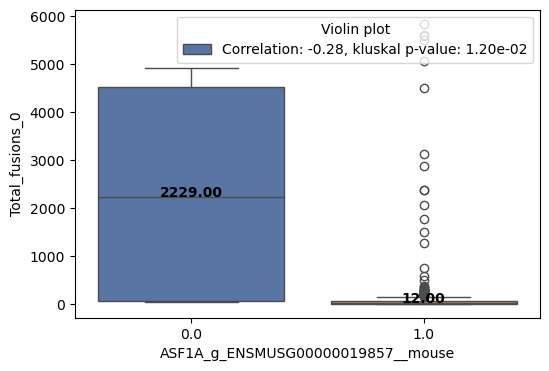 Violin plot
Correlation: -0.28, kluskal p-value: 1.20e-02
6000
5000
4000
3000
2000
1000
0
Total_fusions_0
2229.00
12.00
0.0
1.0
ASF1A_g_ENSMUSG00000019857__mouse